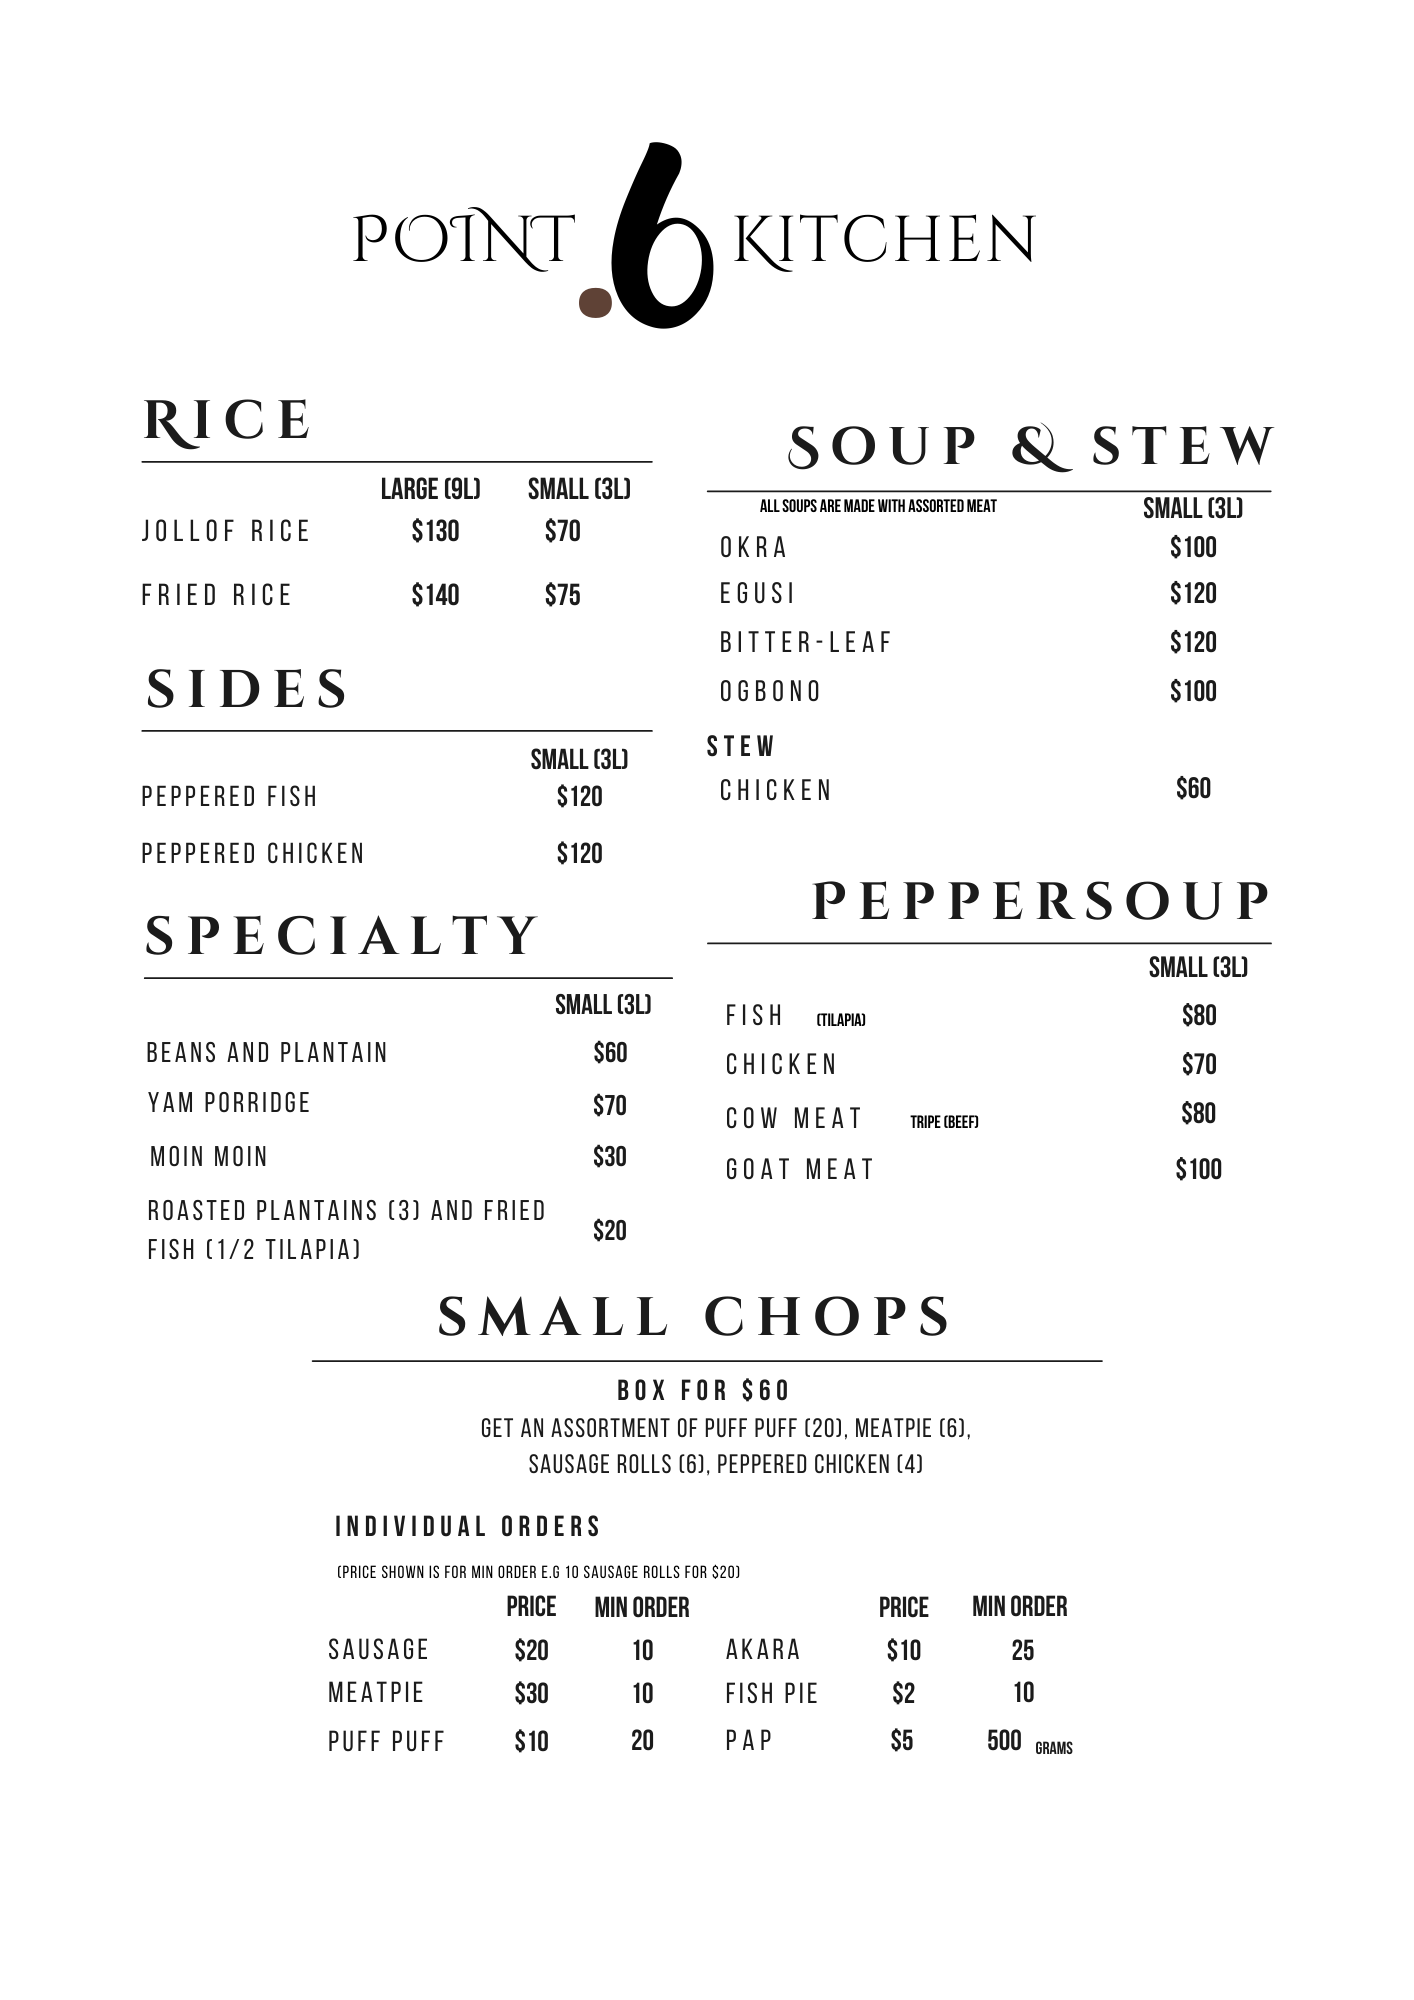 POINT .6 KITCHEN
RICE
LARGE (9L) SMALL (3L)
JOLLOF RICE $130 $70
FRIED RICE $140 $75
SIDES
SMALL (3L)
PEPPERED FISH $120
PEPPERED CHICKEN $120
SPECIALTY
SMALL (3L)
BEANS AND PLANTAIN $60
YAM PORRIDGE $70
MOIN MOIN $30
ROASTED PLANTAINS (3) AND FRIED
FISH (1/2 TILAPIA) $20
SOUP & STEW
ALL SOUPS ARE MADE WITH ASSORTED MEAT SMALL (3L)
OKRA $100
EGUSI $120
BITTER-LEAF $120
OGBONO $100
STEW
CHICKEN $60
PEPPERSOUP
SMALL (3L)
FISH (TILAPIA) $80
CHICKEN $70
COW MEAT TRIPE (BEEF) $80
GOAT MEAT $100
SMALL CHOPS
BOX FOR $60
GET AN ASSORTMENT OF PUFF PUFF (20), MEATPIE (6),
SAUSAGE ROLLS (6), PEPPERED CHICKEN (4)
INDIVIDUAL ORDERS
(PRICE SHOWN IS FOR MIN ORDER E.G 10 SAUSAGE ROLLS FOR $20)
PRICE MIN ORDER PRICE MIN ORDER
SAUSAGE $20 10 AKARA $10 25
MEATPIE $30 10 FISH PIE $2 10
PUFF PUFF $10 20 PAP $5 500 GRAMS